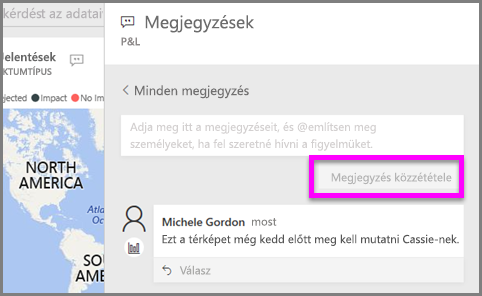 kérdést az adatai
Megjegyzések
P&L
Jelentések
KTUMTÍPUS
jected Impact No Im
NORTH
AMERICA
Atla
Oce
SOUTH
AMERICA
Minden megjegyzés
Adja meg itt a megjegyzéseit, és @említsen meg
személyeket, ha fel szeretné hívni a figyelmüket.
Megjegyzés közzététele
Michele Gordon most
Ezt a térképet még kedd előtt meg kell mutatni Cassie-nek.
Válasz